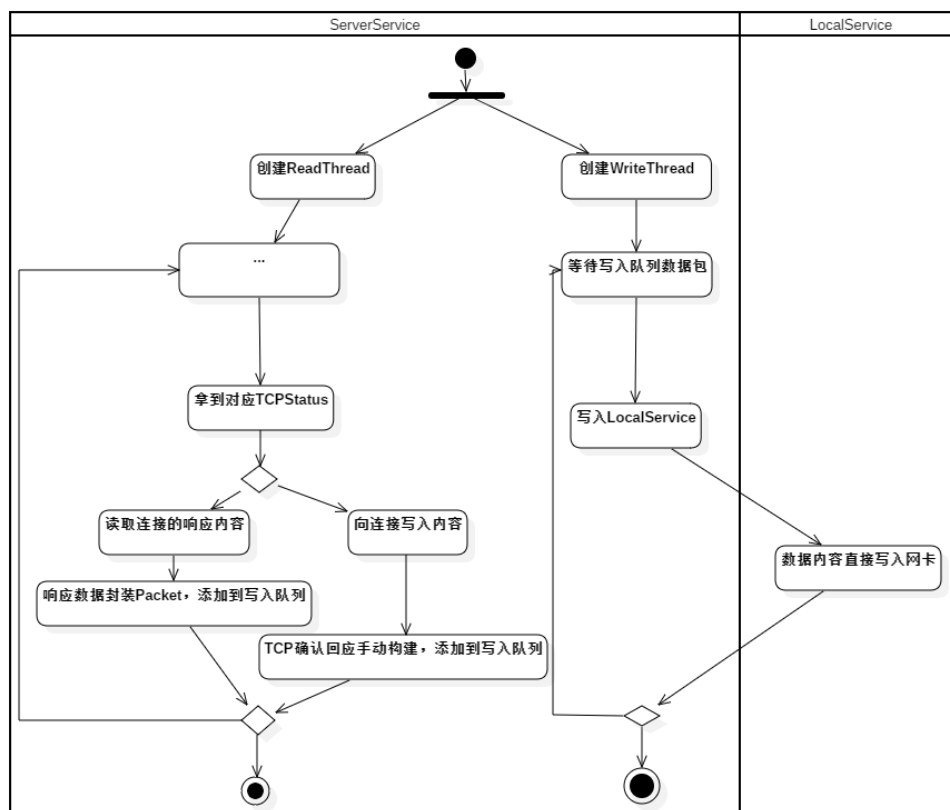 ServerService
LocalService
创建ReadThread
创建WriteThread
...
等待写入队列数据包
拿到对应TCPStatus
写入LocalService
读取连接的响应内容
向连接写入内容
数据内容直接写入网卡
响应数据封装Packet，添加到写入队列
TCP确认回应手动构建，添加到写入队列